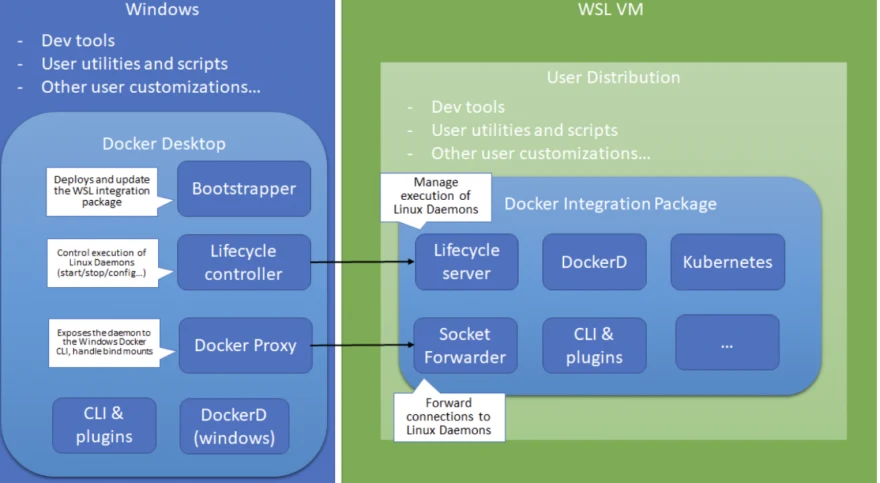 Windows
- Dev tools
- User utilities and scripts
- Other user customizations...
Docker Desktop
Deploys and update
the WSL integration
package
Bootstrapper
Control execution of
Linux Daemons
(start/stop/config...)
Lifecycle
controller
Exposes the daemon to
the Windows Docker
CLI, handle bind mounts
Docker Proxy
CLI &
plugins
DockerD
(windows)
WSL VM
User Distribution
- Dev tools
- User utilities and scripts
- Other user customizations...
Manage
execution of
Linux Daemons
Docker Integration Package
Lifecycle
server
DockerD
Kubernetes
Socket
Forwarder
CLI &
plugins
...
Forward
connections to
Linux Daemons